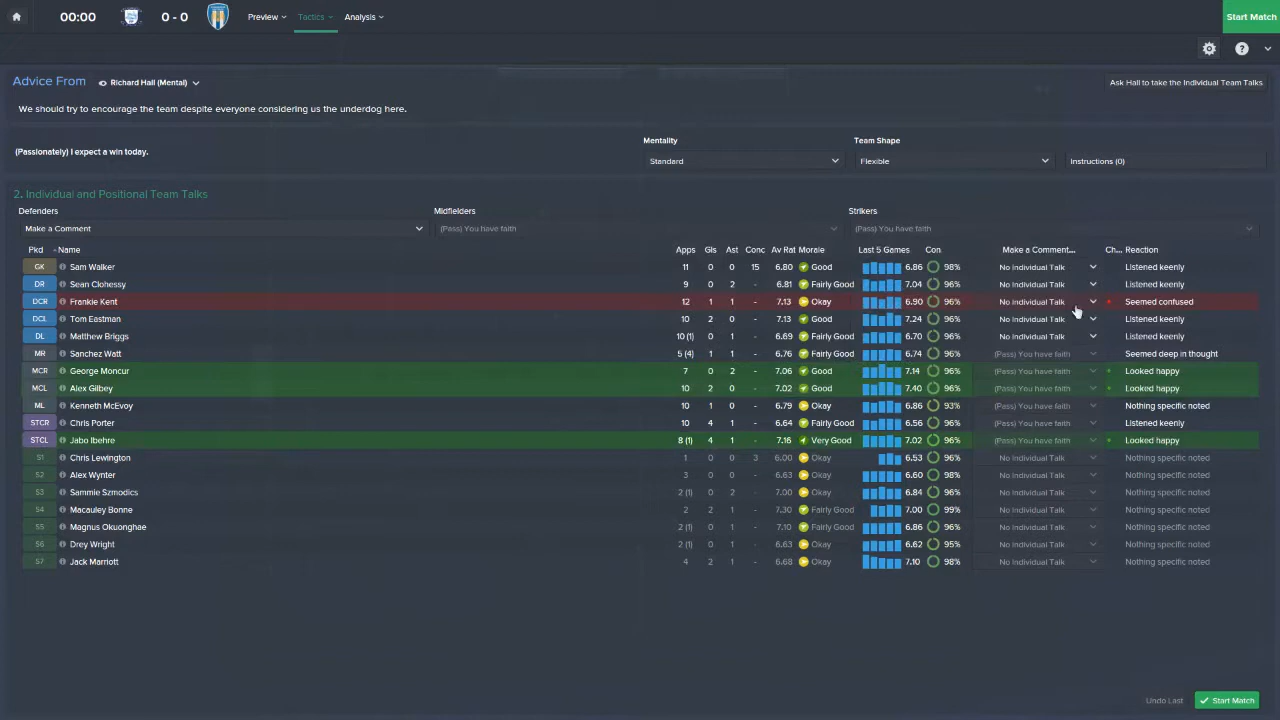 00:00 0 - 0 Preview Tactics Analysis Start Match
Advice From Richard Hall (Mental) Ask Hall to take the Individual Team Talks
We should try to encourage the team despite everyone considering us the underdog here.
Mentality Team Shape
(Passionately) I expect a win today. Standard Flexible Instructions (0)
2. Individual and Positional Team Talks
Defenders Midfielders Strikers
Make a Comment (Pass) You have faith (Pass) You have faith
Pkd Name Apps Gls Ast Conc Av Rat Morale Last 5 Games Con Make a Comment... Ch... Reaction
GK Sam Walker 11 0 0 15 6.80 Good 6.86 98% No Individual Talk Listened keenly
DR Sean Clohessy 9 0 2 - 6.81 Fairly Good 7.04 96% No Individual Talk Listened keenly
DCR Frankie Kent 12 1 1 - 7.13 Okay 6.90 96% No Individual Talk Seemed confused
DCL Tom Eastman 10 2 0 - 7.13 Good 7.24 96% No Individual Talk Listened keenly
DL Matthew Briggs 10 (1) 0 1 - 6.69 Fairly Good 6.70 96% No Individual Talk Listened keenly
MR Sanchez Watt 5 (4) 1 1 - 6.76 Fairly Good 6.74 96% (Pass) You have faith Seemed deep in thought
MCR George Moncur 7 0 2 - 7.06 Good 7.14 96% (Pass) You have faith Looked happy
MCL Alex Gilbey 10 2 0 - 7.02 Good 7.40 96% (Pass) You have faith Looked happy
ML Kenneth McEvoy 10 1 0 - 6.79 Okay 6.86 93% (Pass) You have faith Nothing specific noted
STCR Chris Porter 10 4 1 - 6.64 Fairly Good 6.56 96% (Pass) You have faith Listened keenly
STCL Jabo Ibehre 8 (1) 4 1 - 7.16 Very Good 7.02 96% (Pass) You have faith Looked happy
S1 Chris Lewington 1 0 0 3 6.00 Okay 6.53 96% No Individual Talk Nothing specific noted
S2 Alex Wynter 3 0 0 - 6.63 Okay 6.60 98% No Individual Talk Nothing specific noted
S3 Sammie Szmodics 2 (1) 0 2 - 7.00 Okay 6.84 96% No Individual Talk Nothing specific noted
S4 Macauley Bonne 2 2 0 - 7.30 Fairly Good 7.00 99% No Individual Talk Nothing specific noted
S5 Magnus Okuonghae 2 (1) 0 1 - 7.10 Fairly Good 6.86 96% No Individual Talk Nothing specific noted
S6 Drey Wright 2 (1) 0 1 - 6.63 Okay 6.62 95% No Individual Talk Nothing specific noted
S7 Jack Marriott 4 2 1 - 6.68 Okay 7.10 98% No Individual Talk Nothing specific noted
Undo Last Start Match